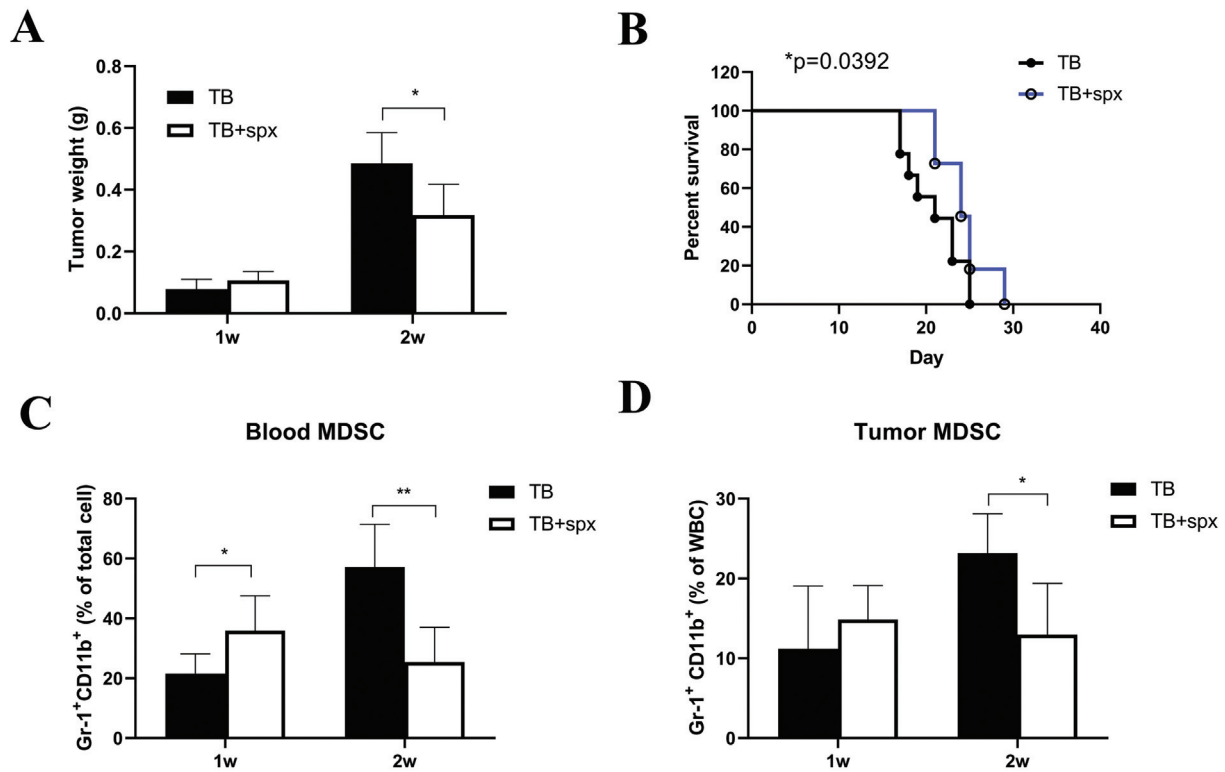 A
Tumor weight (g)
0.8
0.6
0.4
0.2
0.0
TB
TB+spx
*
1w
2w
B
*p=0.0392
TB
TB+spx
Percent survival
120
100
80
60
40
20
0
0
10
20
30
40
Day
C
Blood MDSC
Gr-1+CD11b+ (% of total cell)
80
60
40
20
0
*
**
TB
TB+spx
1w
2w
D
Tumor MDSC
Gr-1+ CD11b+ (% of WBC)
30
20
10
0
*
TB
TB+spx
1w
2w